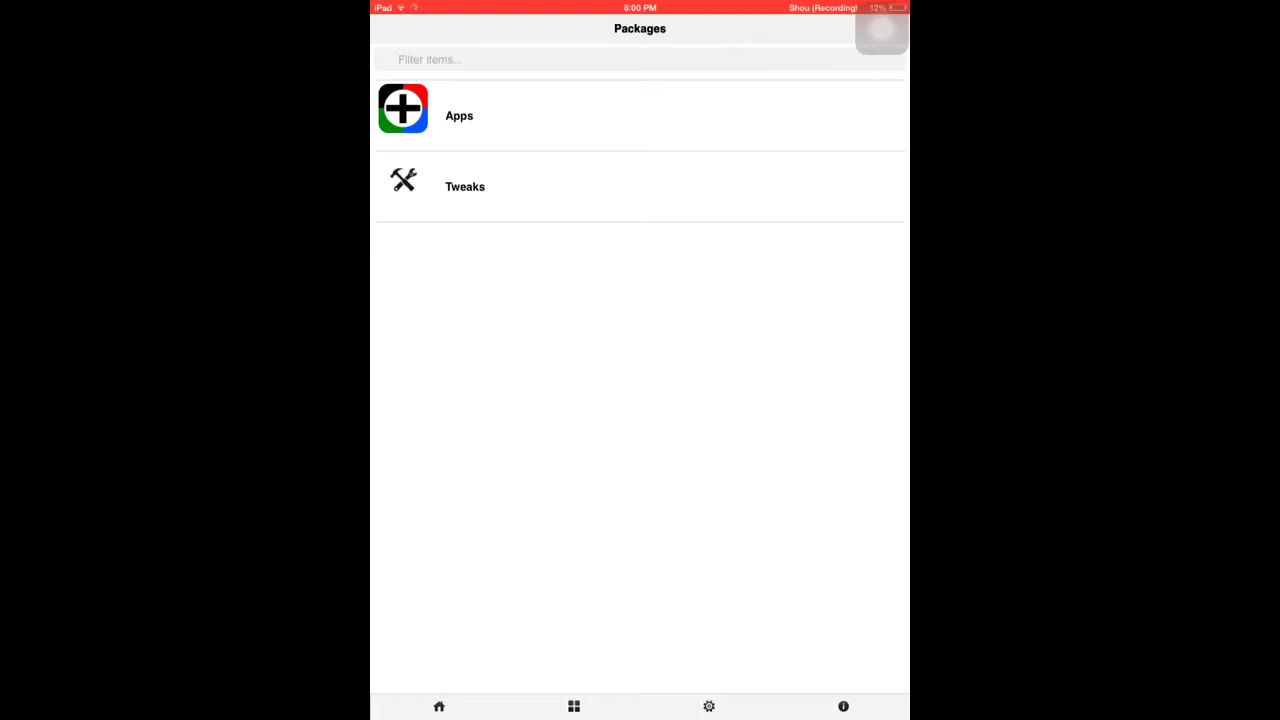 iPad 8:00 PM Shou (Recording) 12%
Packages
Filter items...
Apps
Tweaks